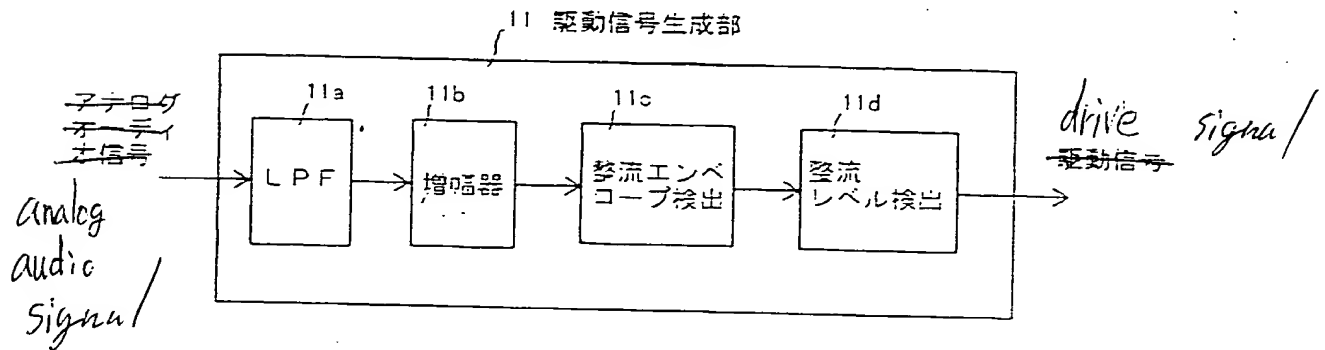 11 駆動信号生成部
アナログ
オーディ
オ信号
analog
audio
signal
11a
LPF
11b
増幅器
11c
整流エンベ
ロープ検出
11d
整流
レベル検出
drive signal
駆動信号